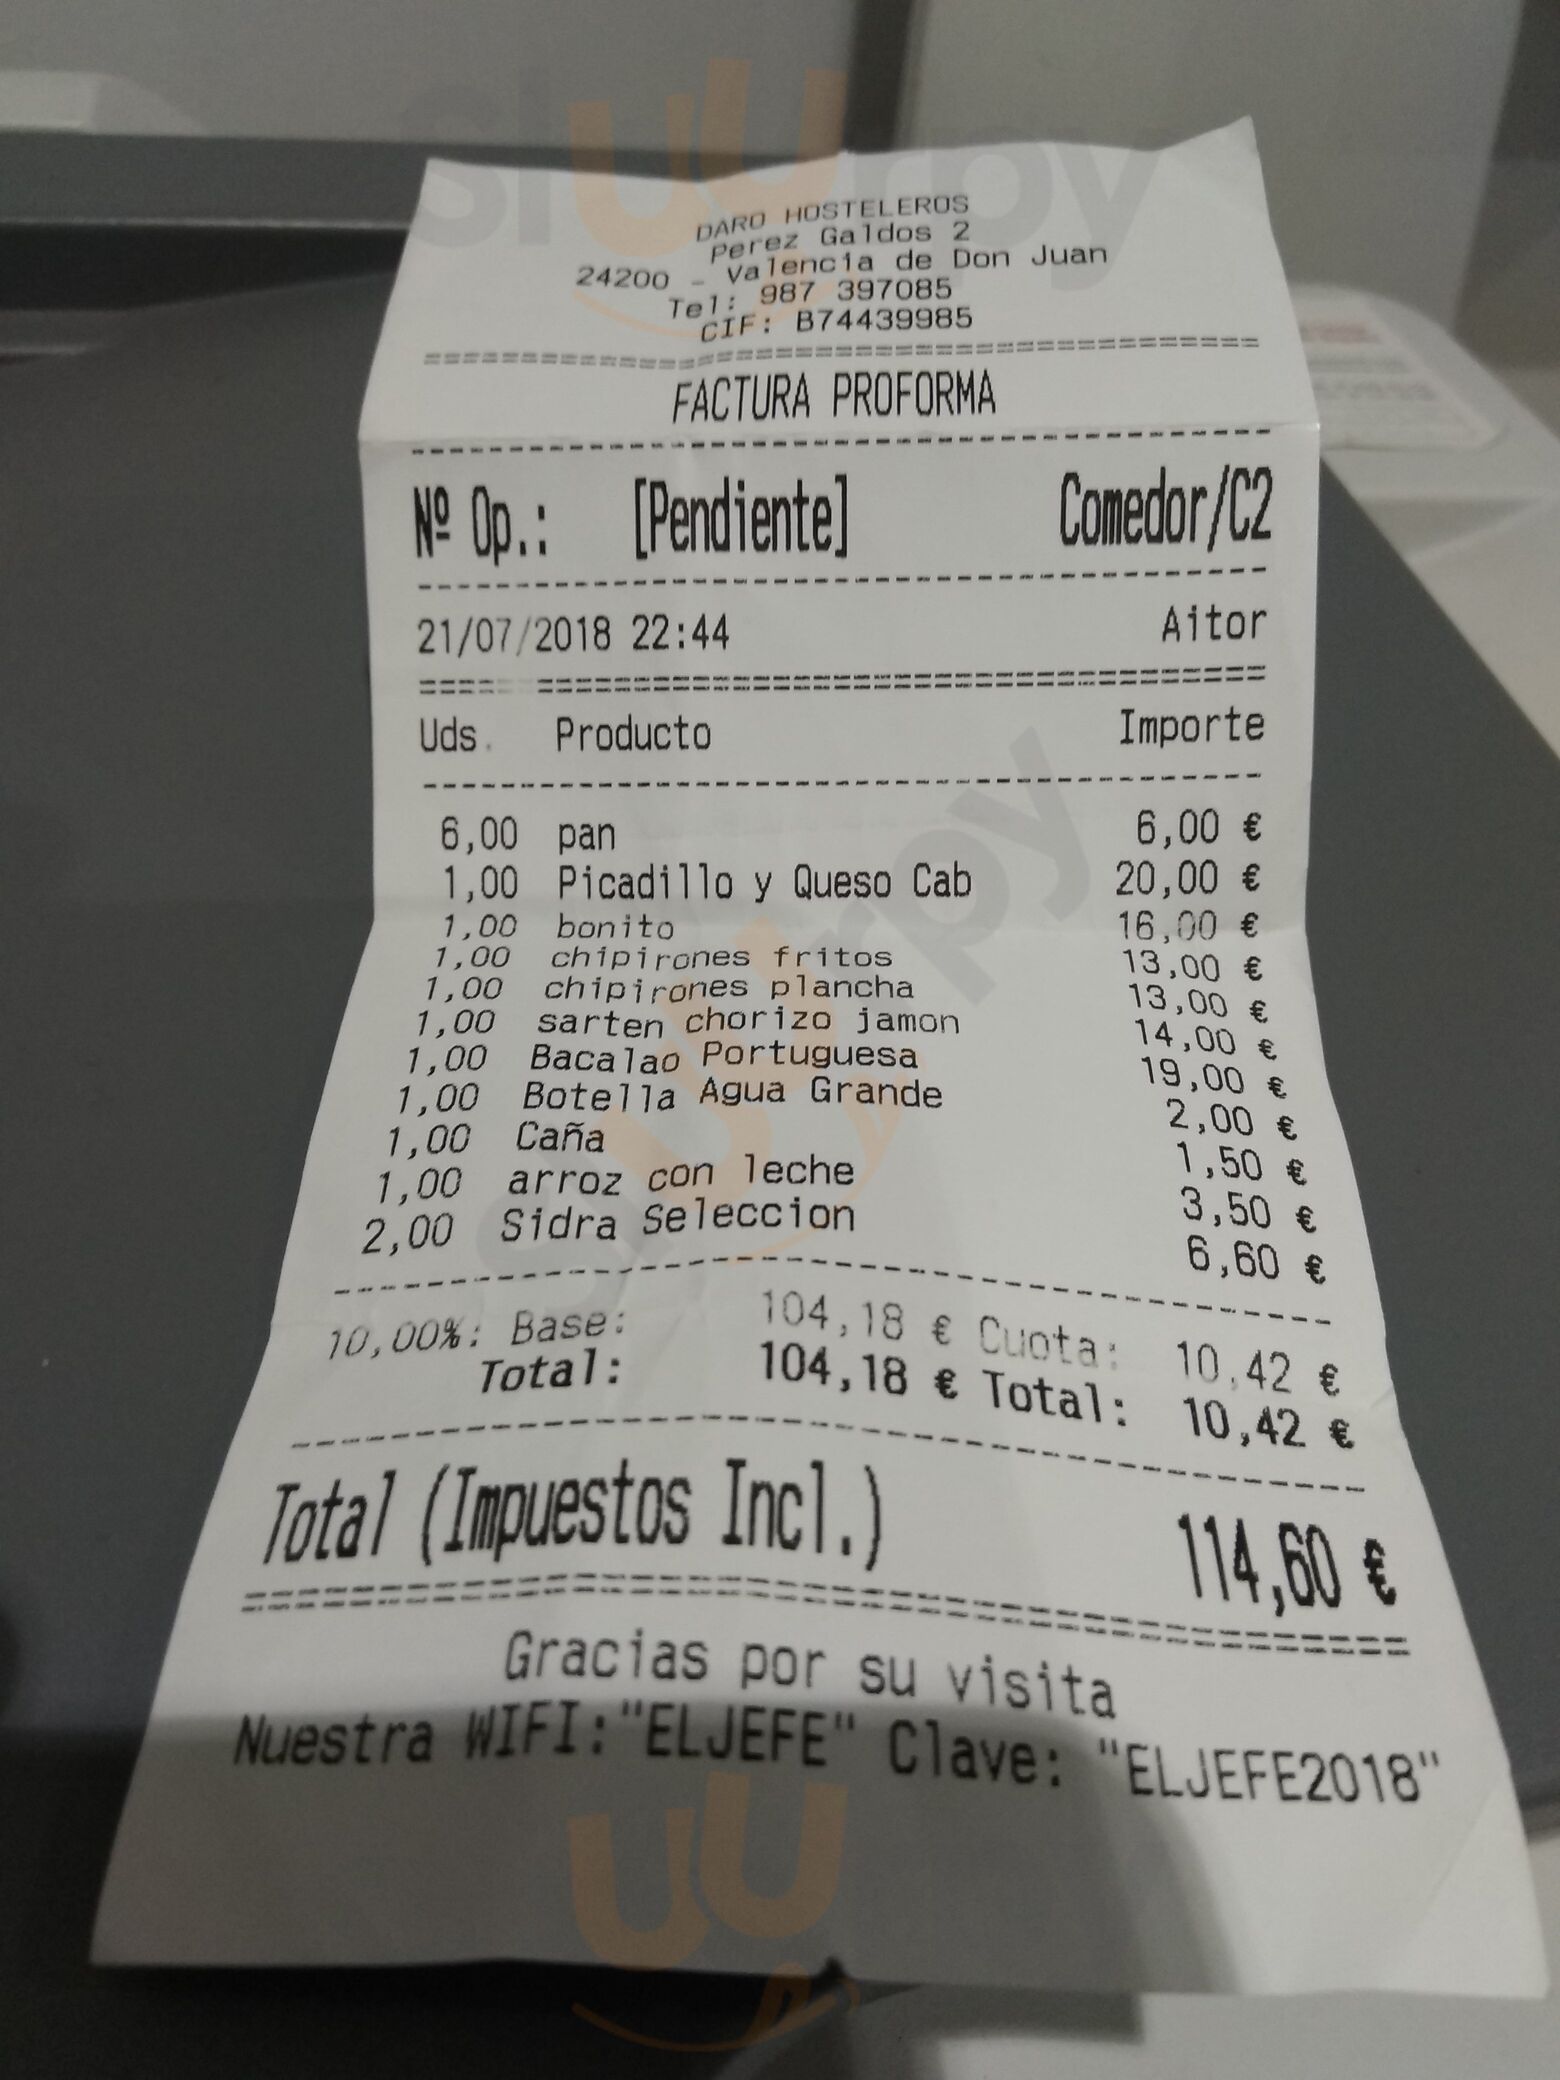 DARO HOSTELEROS
Perez Galdos 2
24200 - Valencia de Don Juan
Tel: 987 397085
CIF: B74439985
FACTURA PROFORMA
Nº Op.: [Pendiente] Comedor/C2
21/07/2018 22:44 Aitor
Uds. Producto Importe
6,00 pan 6,00 €
1,00 Picadillo y Queso Cab 20,00 €
1,00 bonito 16,00 €
1,00 chipirones fritos 13,00 €
1,00 chipirones plancha 13,00 €
1,00 sarten chorizo jamon 14,00 €
1,00 Bacalao Portuguesa 19,00 €
1,00 Botella Agua Grande 2,00 €
1,00 Caña 1,50 €
1,00 arroz con leche 3,50 €
2,00 Sidra Seleccion 6,60 €
10,00%: Base: 104,18 € Cuota: 10,42 €
Total: 104,18 € Total: 10,42 €
Total (Impuestos Incl.) 114,60 €
Gracias por su visita
Nuestra WIFI:"ELJEFE" Clave: "ELJEFE2018"
sluurpy
sluurpy